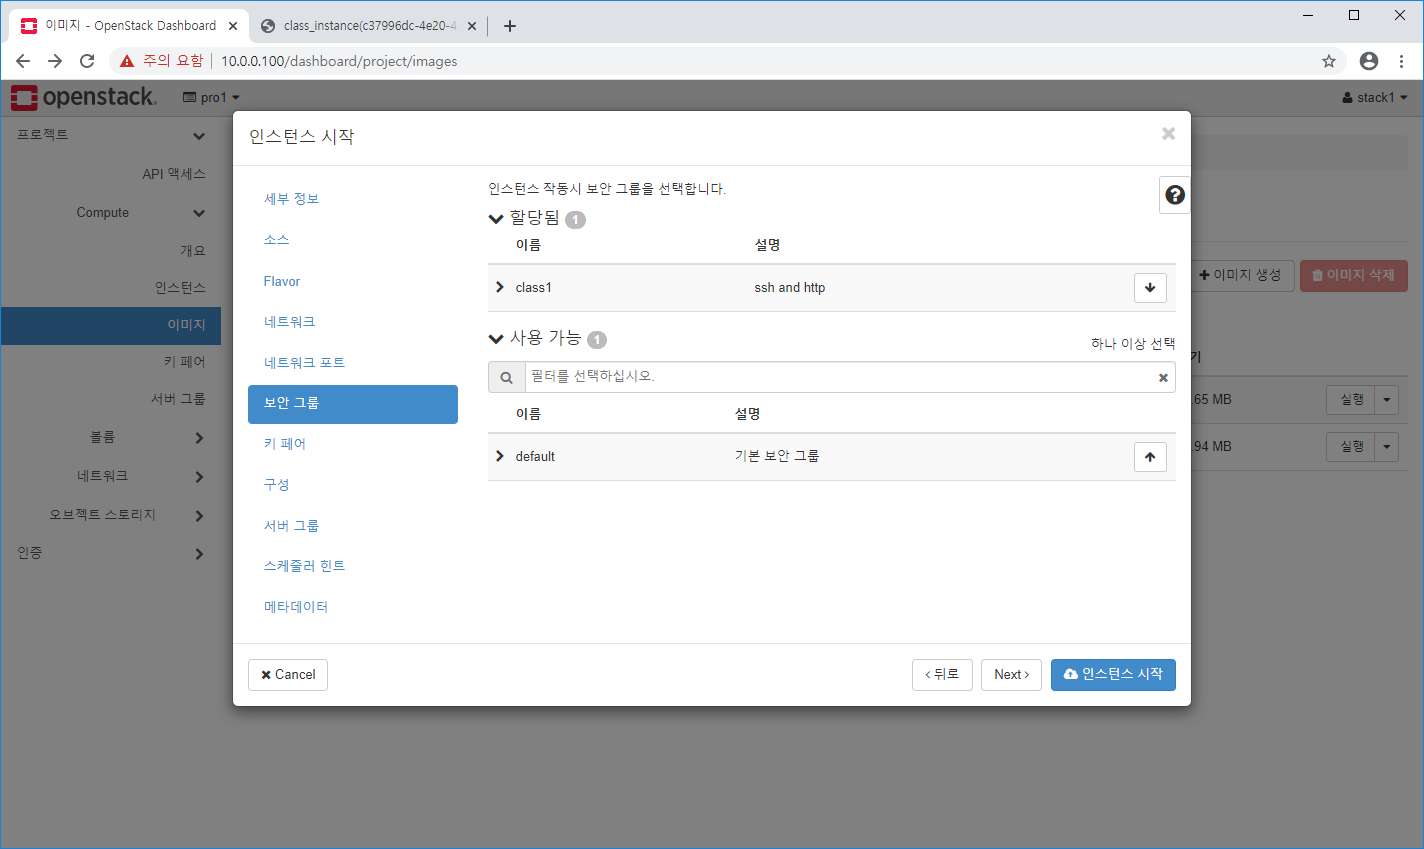 이미지 - OpenStack Dashboard
class_instance(c37996dc-4e20-4
주의 요함
10.0.0.100/dashboard/project/images
openstack.
pro1
stack1
프로젝트
API 액세스
Compute
개요
인스턴스
이미지
키 페어
서버 그룹
볼륨
네트워크
오브젝트 스토리지
인증
이미지 생성
이미지 삭제
기
.65 MB
실행
.94 MB
실행
인스턴스 시작
세부 정보
소스
Flavor
네트워크
네트워크 포트
보안 그룹
키 페어
구성
서버 그룹
스케줄러 힌트
메타데이터
인스턴스 작동시 보안 그룹을 선택합니다.
할당됨 1
이름 설명
class1 ssh and http
사용 가능 1
하나 이상 선택
필터를 선택하십시오.
이름 설명
default 기본 보안 그룹
Cancel
뒤로
Next
인스턴스 시작